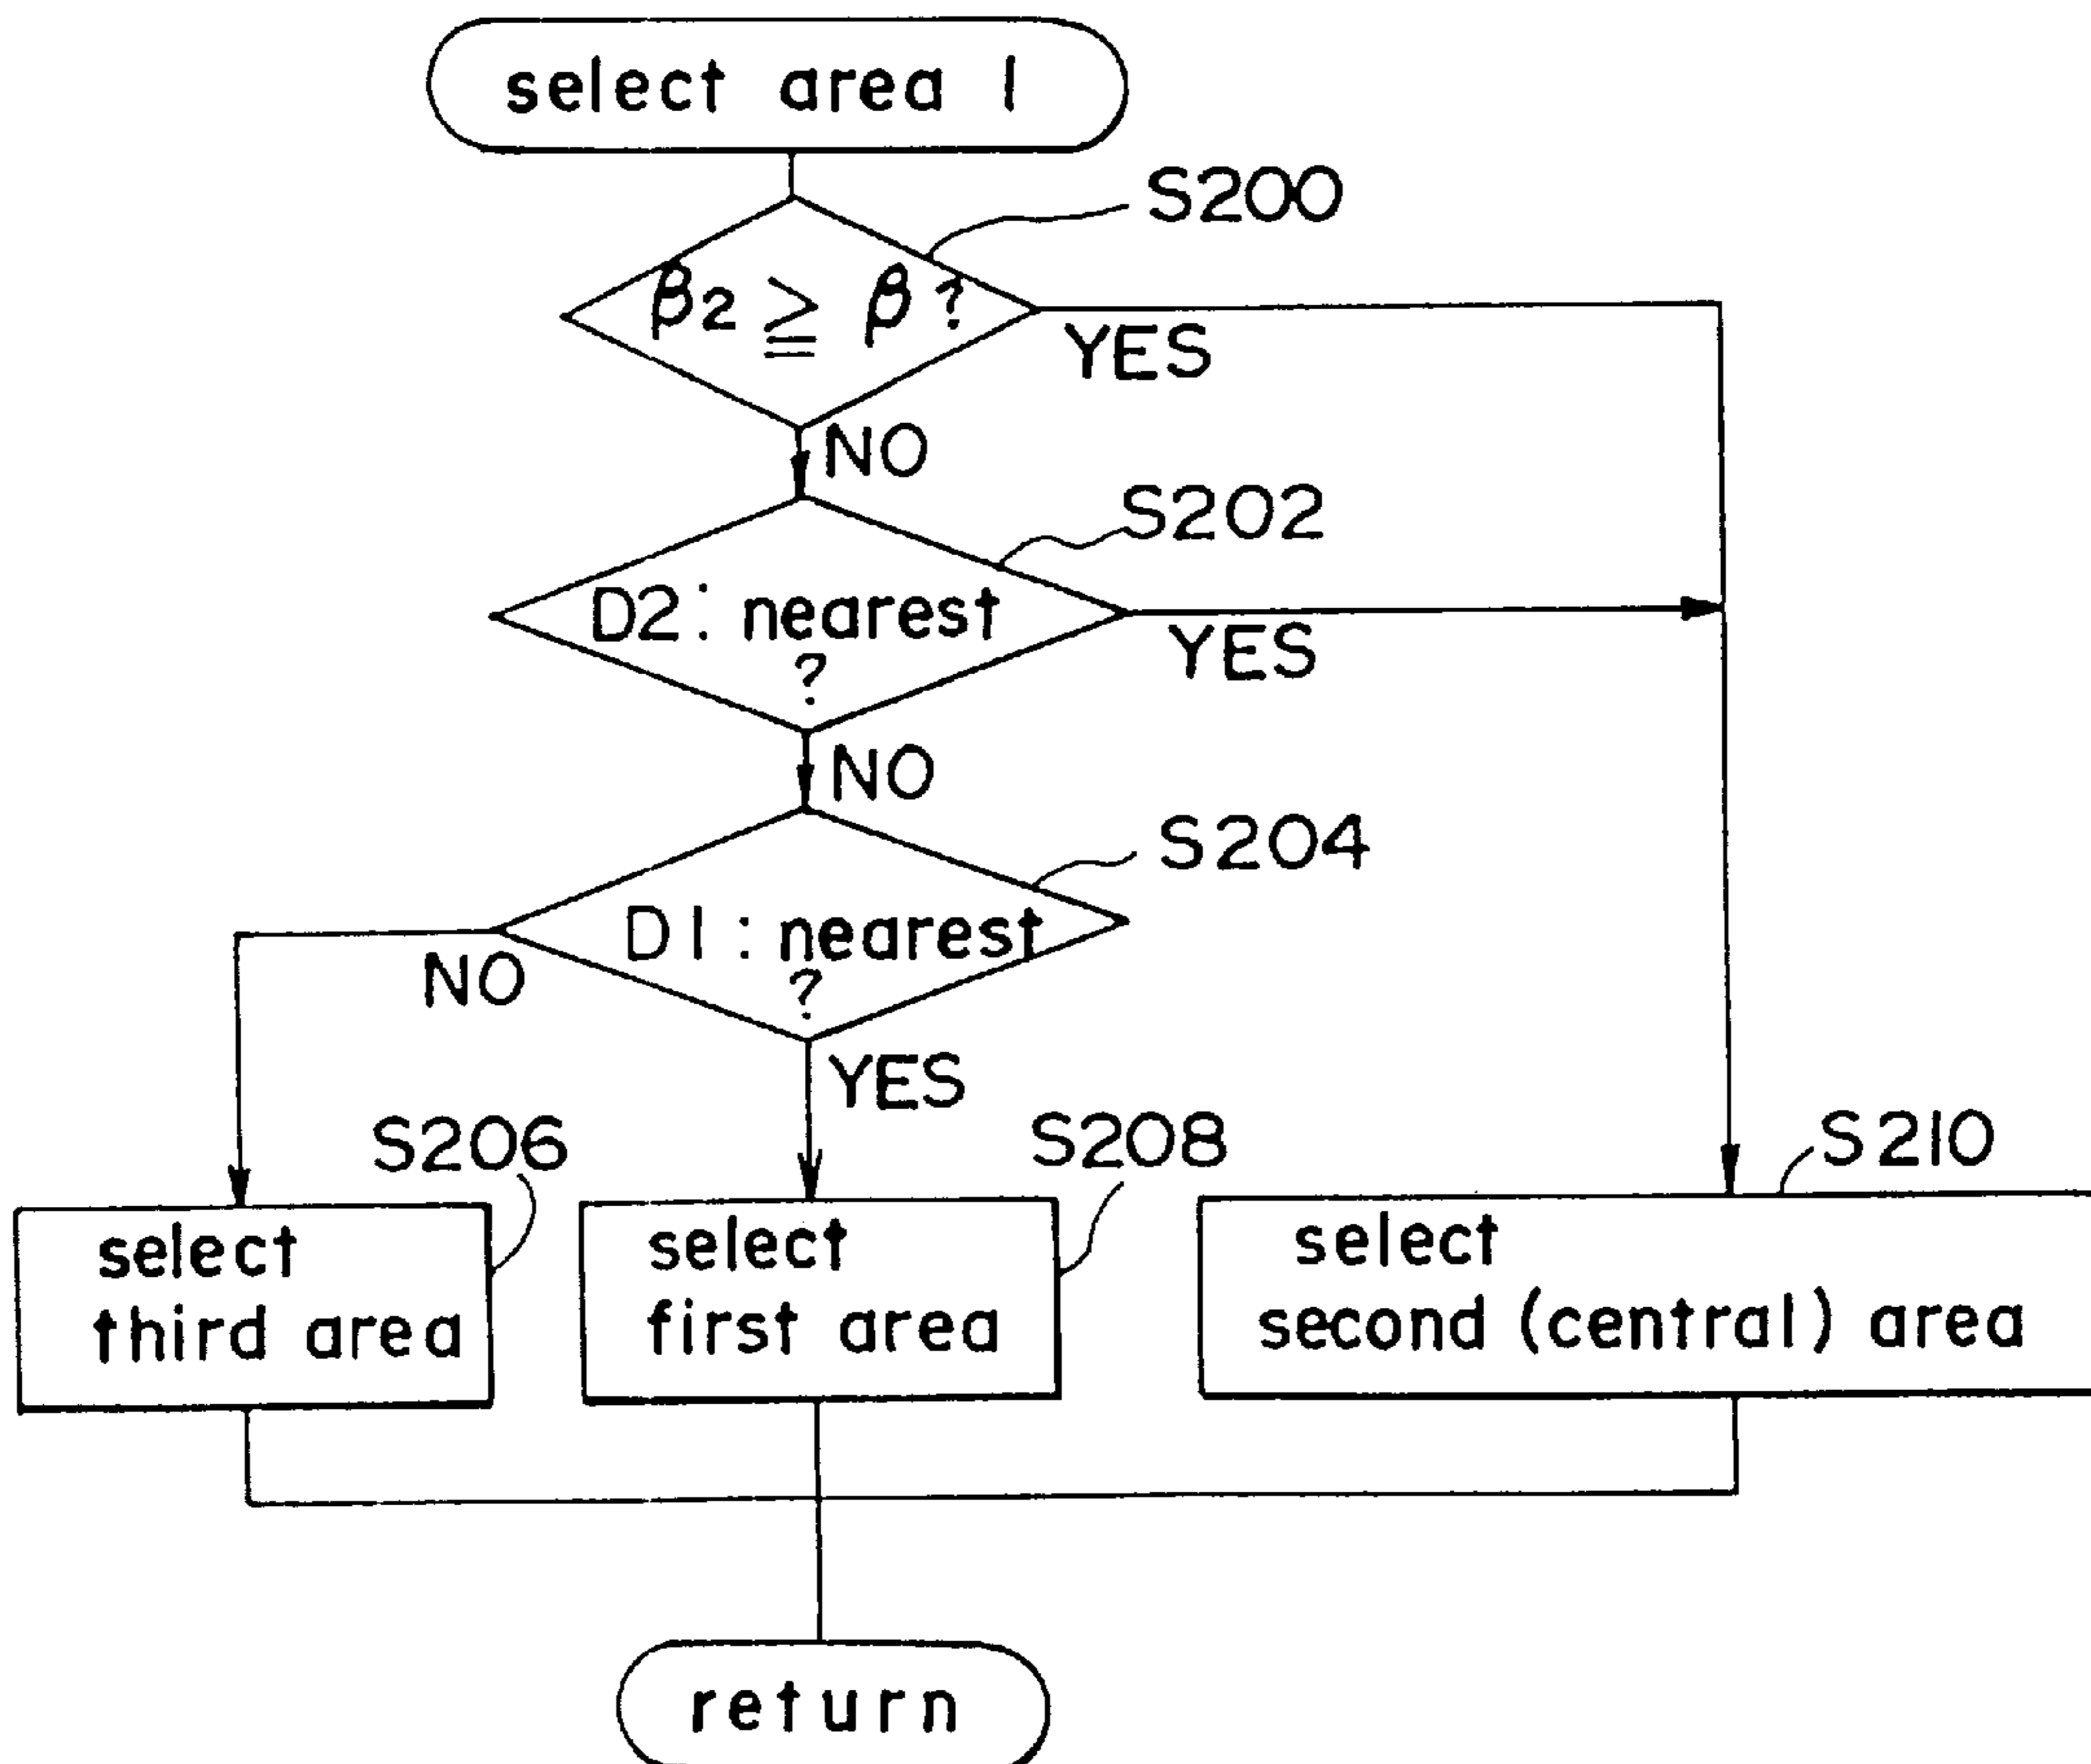 select area 1
S200
β2 ≧ β ?
YES
NO
S202
D2: nearest
?
YES
NO
S204
D1: nearest
?
NO
YES
S206
S208
S210
select
third area
select
first area
select
second (central) area
return